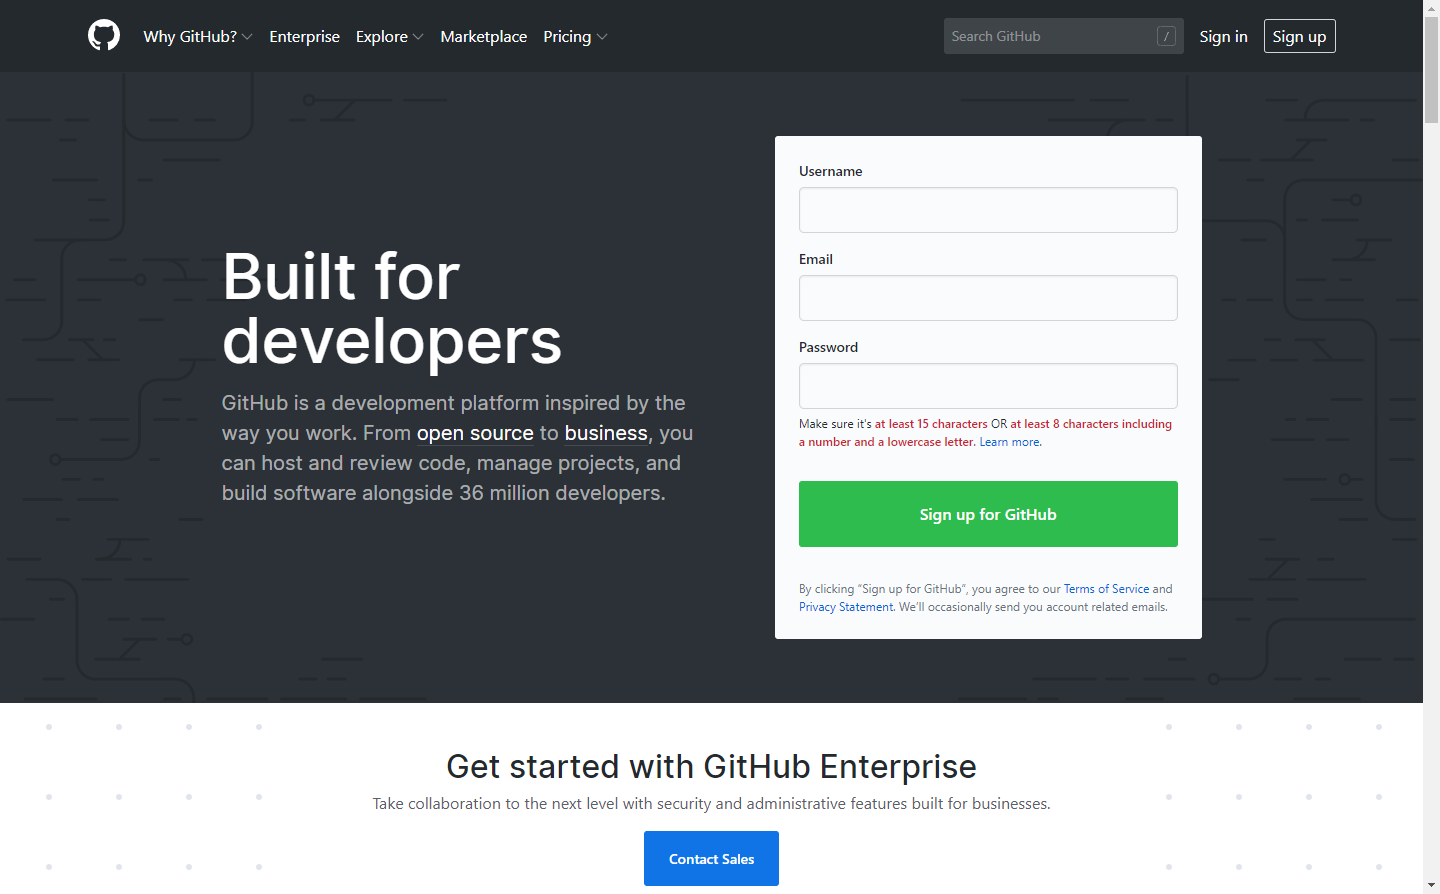 Why GitHub?
Enterprise
Explore
Marketplace
Pricing
Search GitHub
/
Sign in
Sign up
Built for
developers
GitHub is a development platform inspired by the
way you work. From open source to business, you
can host and review code, manage projects, and
build software alongside 36 million developers.
Username
Email
Password
Make sure it's at least 15 characters OR at least 8 characters including
a number and a lowercase letter. Learn more.
Sign up for GitHub
By clicking “Sign up for GitHub”, you agree to our Terms of Service and
Privacy Statement. We’ll occasionally send you account related emails.
Get started with GitHub Enterprise
Take collaboration to the next level with security and administrative features built for businesses.
Contact Sales